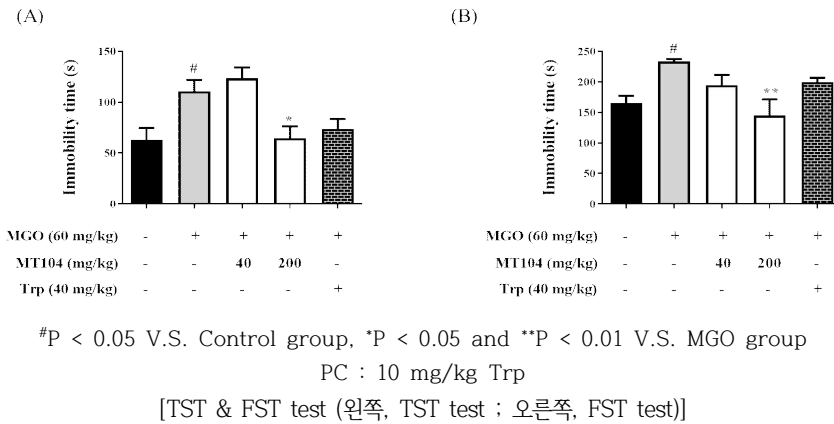 (A)
(B)
Immobility time (s)
150
100
50
0
#
*
Immobility time (s)
250
200
150
100
50
0
#
**
MGO (60 mg/kg) - + + + +
MT104 (mg/kg) - - 40 200 -
Trp (40 mg/kg) - - - - +
MGO (60 mg/kg) - + + + +
MT104 (mg/kg) - - 40 200 -
Trp (40 mg/kg) - - - - +
#P < 0.05 V.S. Control group, *P < 0.05 and **P < 0.01 V.S. MGO group
PC : 10 mg/kg Trp
[TST & FST test (왼쪽, TST test ; 오른쪽, FST test)]